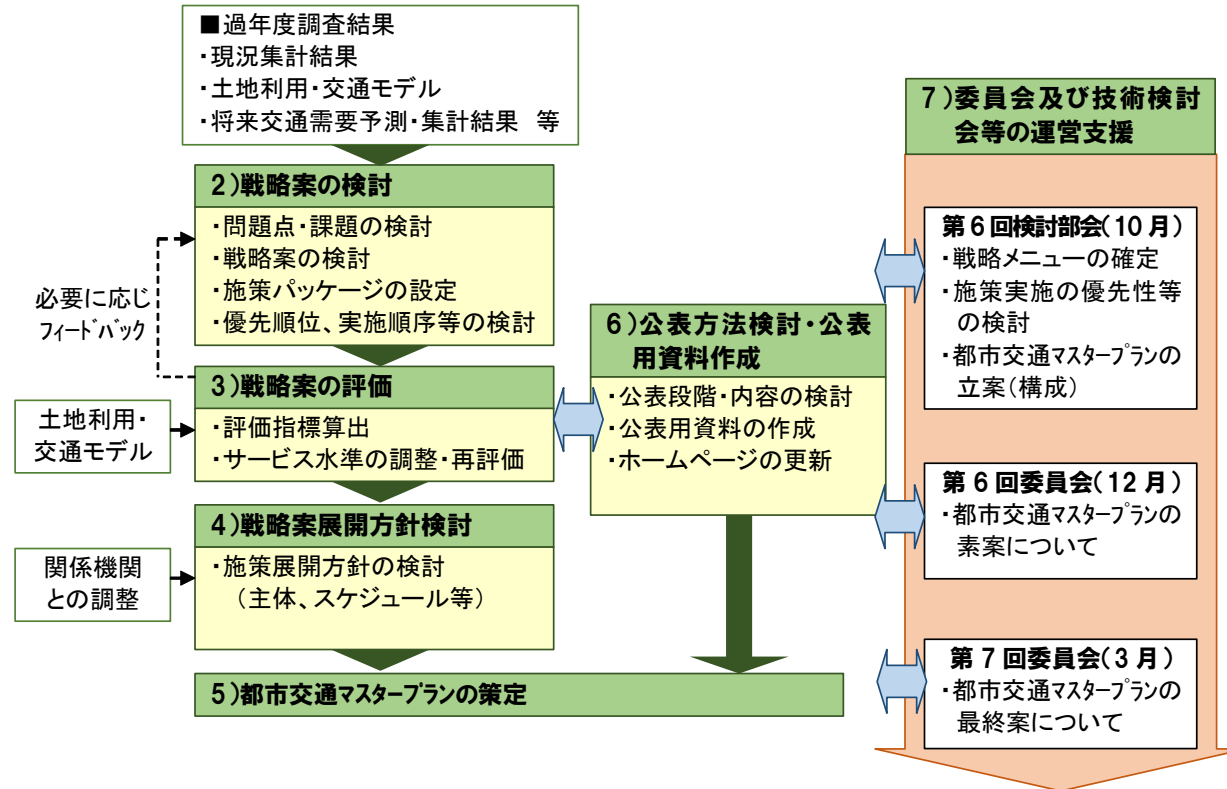 ■過年度調査結果
・現況集計結果
・土地利用・交通モデル
・将来交通需要予測・集計結果　等
2）戦略案の検討
・問題点・課題の検討
・戦略案の検討
・施策パッケージの設定
・優先順位、実施順序等の検討
必要に応じ
フィードバック
3）戦略案の評価
・評価指標算出
・サービス水準の調整・再評価
土地利用・
交通モデル
4）戦略案展開方針検討
・施策展開方針の検討
（主体、スケジュール等）
関係機関
との調整
5）都市交通マスタープランの策定
6）公表方法検討・公表
用資料作成
・公表段階・内容の検討
・公表用資料の作成
・ホームページの更新
7）委員会及び技術検討
会等の運営支援
第6回検討部会（10月）
・戦略メニューの確定
・施策実施の優先性等
の検討
・都市交通マスタープランの
立案（構成）
第6回委員会（12月）
・都市交通マスタープランの
素案について
第7回委員会（3月）
・都市交通マスタープランの
最終案について